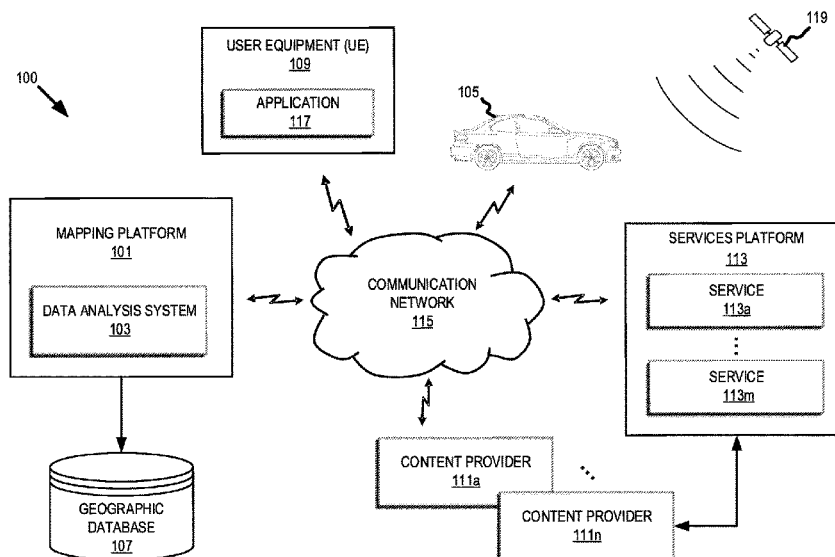 100
USER EQUIPMENT (UE)
109
APPLICATION
117
105
119
MAPPING PLATFORM
101
DATA ANALYSIS SYSTEM
103
COMMUNICATION
NETWORK
115
SERVICES PLATFORM
113
SERVICE
113a
SERVICE
113m
GEOGRAPHIC
DATABASE
107
CONTENT PROVIDER
111a
CONTENT PROVIDER
111n